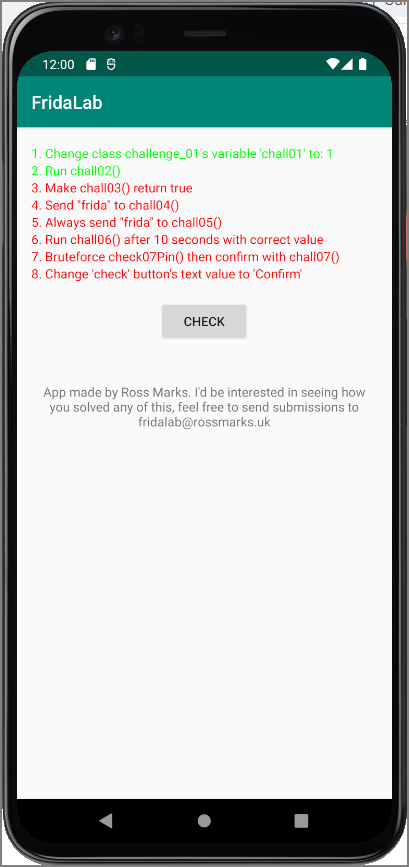 12:00
FridaLab
1. Change class challenge_01's variable 'chall01' to: 1
2. Run chall02()
3. Make chall03() return true
4. Send "frida" to chall04()
5. Always send "frida" to chall05()
6. Run chall06() after 10 seconds with correct value
7. Bruteforce check07Pin() then confirm with chall07()
8. Change 'check' button's text value to 'Confirm'
CHECK
App made by Ross Marks. I'd be interested in seeing how
you solved any of this, feel free to send submissions to
fridalab@rossmarks.uk